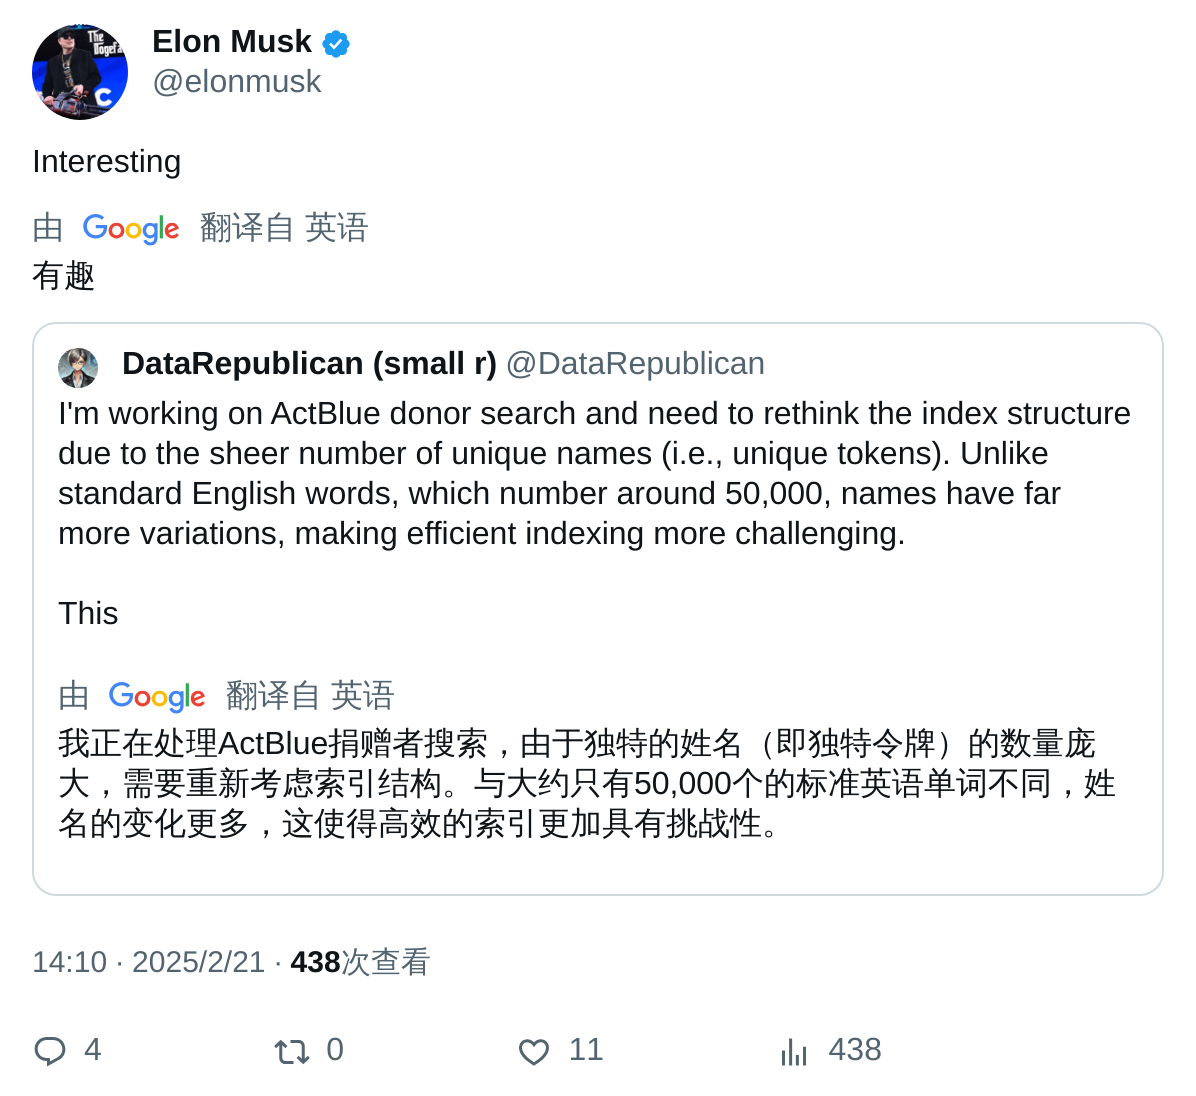 The
Dogefa
Elon Musk
@elonmusk
Interesting
由 Google 翻译自 英语
有趣
DataRepublican (small r) @DataRepublican
I'm working on ActBlue donor search and need to rethink the index structure
due to the sheer number of unique names (i.e., unique tokens). Unlike
standard English words, which number around 50,000, names have far
more variations, making efficient indexing more challenging.
This
由 Google 翻译自 英语
我正在处理ActBlue捐赠者搜索，由于独特的姓名（即独特令牌）的数量庞
大，需要重新考虑索引结构。与大约只有50,000个的标准英语单词不同，姓
名的变化更多，这使得高效的索引更加具有挑战性。
14:10 · 2025/2/21 · 438次查看
4 0 11 438